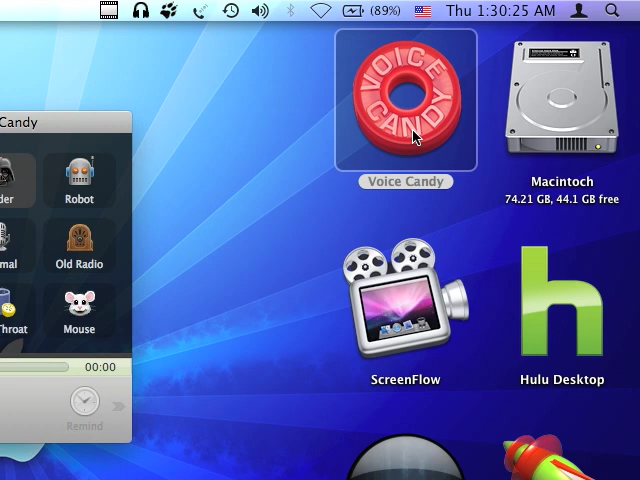 (89%) Thu 1:30:25 AM
Candy
der
Robot
mal
Old Radio
Throat
Mouse
00:00
Remind
VOICE
CANDY
Voice Candy
Macintoch
74.21 GB, 44.1 GB free
ScreenFlow
h
Hulu Desktop